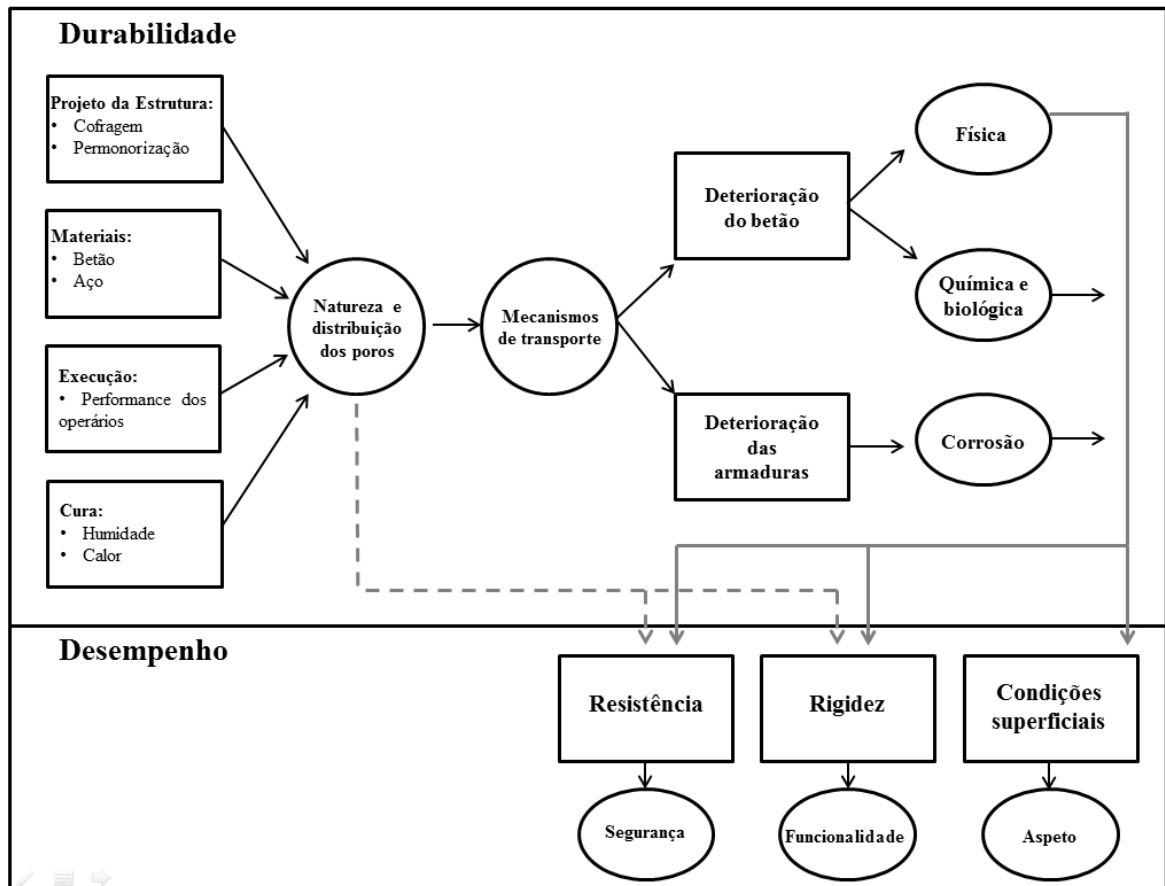 Durabilidade
Projeto da Estrutura:
• Cofragem
• Permonorização
Materiais:
• Betão
• Aço
Execução:
• Performance dos
operários
Cura:
• Humidade
• Calor
Natureza e
distribuição
dos poros
Mecanismos
de transporte
Deterioração
do betão
Deterioração
das
armaduras
Física
Química e
biológica
Corrosão
Desempenho
Resistência
Rigidez
Condições
superficiais
Segurança
Funcionalidade
Aspeto